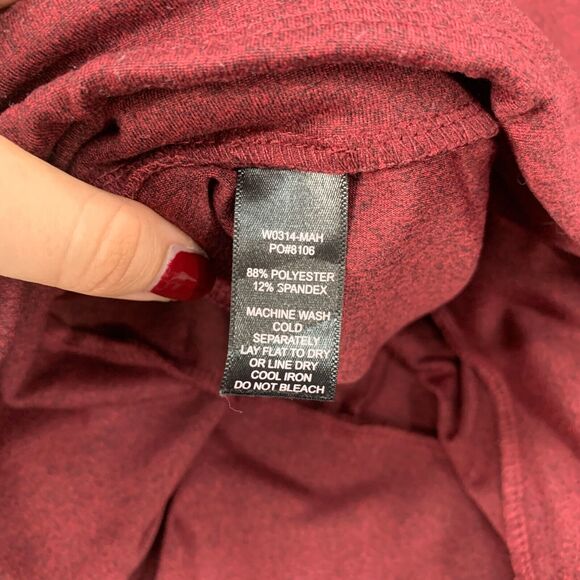 W0314-MAH
PO#8106
88% POLYESTER
12% SPANDEX
MACHINE WASH
COLD
SEPARATELY
LAY FLAT TO DRY
OR LINE DRY
COOL IRON
DO NOT BLEACH